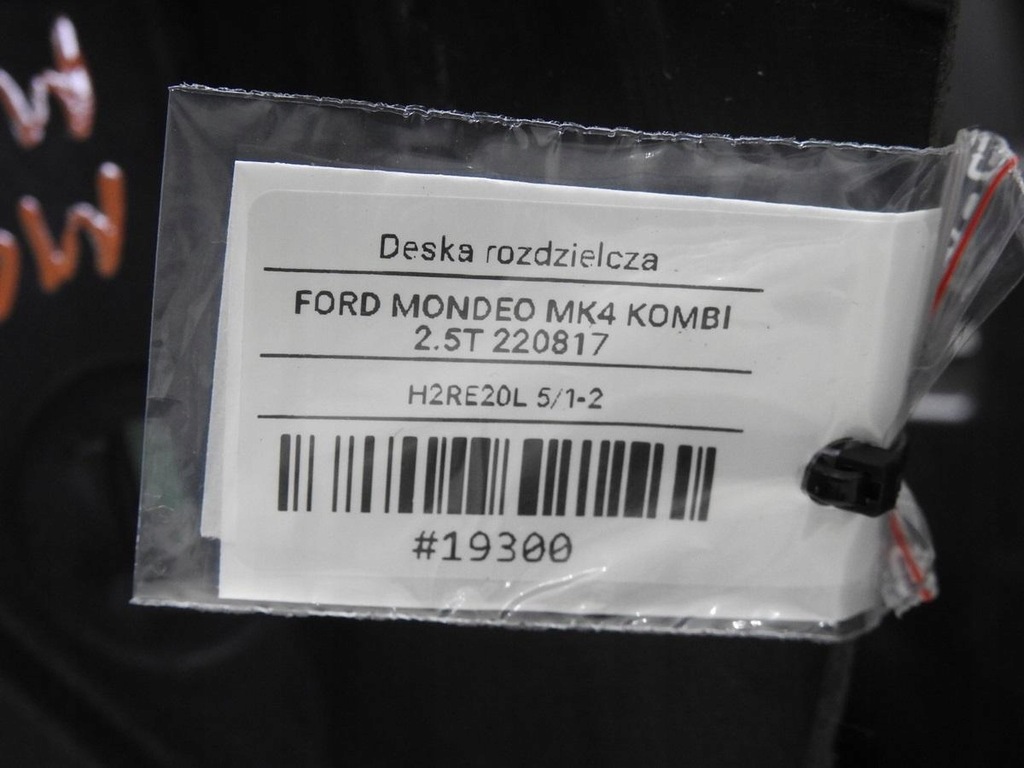 Deska rozdzielcza
FORD MONDEO MK4 KOMBI
2.5T 220817
H2RE20L 5/1-2
#19300